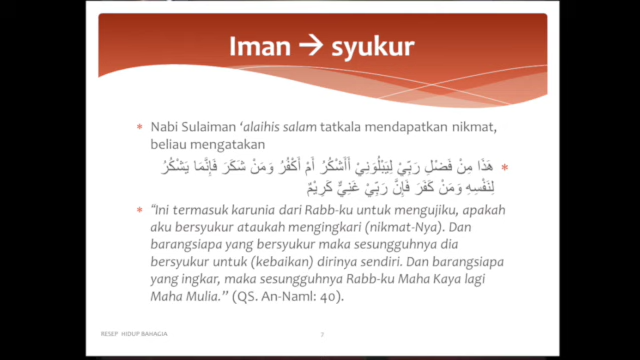 Iman → syukur
* Nabi Sulaiman ‘alaihis salam tatkala mendapatkan nikmat,
beliau mengatakan
* هَذَا مِنْ فَضْلِ رَبِّيْ لِيَبْلُوَنِيْ أَأَشْكُرُ أَمْ أَكْفُرُ وَمَنْ شَكَرَ فَإِنَّمَا يَشْكُرُ
لِنَفْسِهِ وَمَنْ كَفَرَ فَإِنَّ رَبِّيْ غَنِيٌّ كَرِيْمٌ
* “Ini termasuk karunia dari Rabb-ku untuk mengujiku, apakah
aku bersyukur ataukah mengingkari (nikmat-Nya). Dan
barangsiapa yang bersyukur maka sesungguhnya dia
bersyukur untuk (kebaikan) dirinya sendiri. Dan barangsiapa
yang ingkar, maka sesungguhnya Rabb-ku Maha Kaya lagi
Maha Mulia.” (QS. An-Naml: 40).
RESEP HIDUP BAHAGIA
7